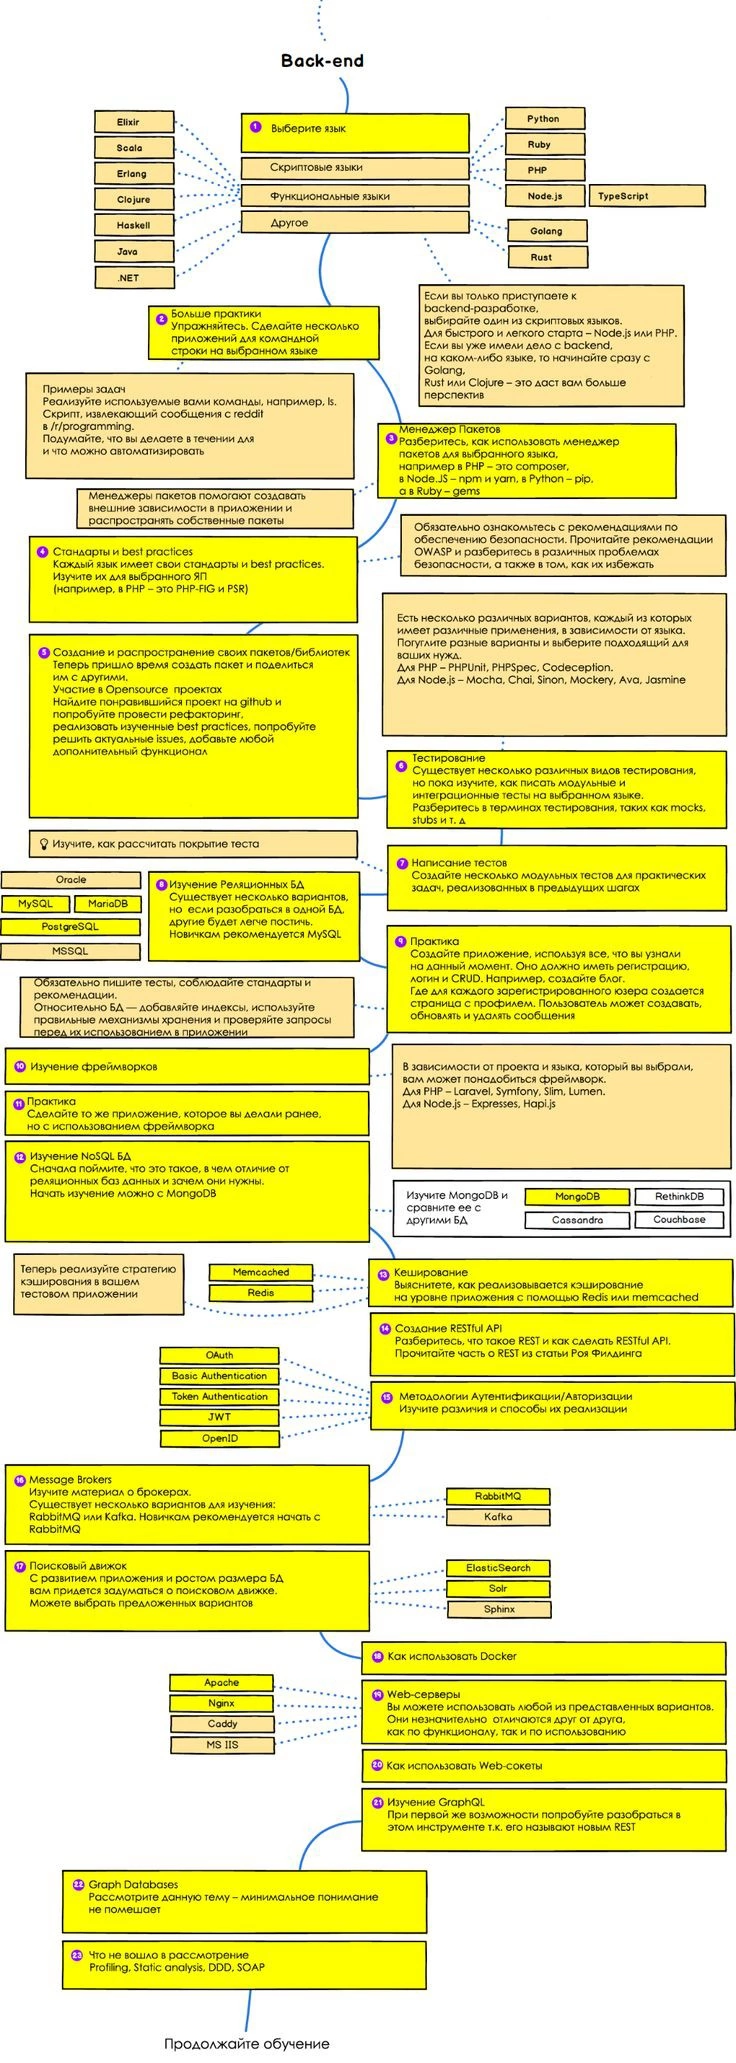 Back-end
1 Выберите язык
Скриптовые языки
Функциональные языки
Другое
Elixir
Scala
Erlang
Clojure
Haskell
Java
.NET
Python
Ruby
PHP
Node.js
TypeScript
Golang
Rust
Если вы только приступаете к
backend-разработке,
выбирайте один из скриптовых языков.
Для быстрого и легкого старта – Node.js или PHP.
Если вы уже имели дело с backend,
на каком-либо языке, то начинайте сразу с
Golang,
Rust или Clojure – это даст вам больше
перспектив
2 Больше практики
Упражняйтесь. Сделайте несколько
приложений для командной
строки на выбранном языке
Примеры задач
Реализуйте используемые вами команды, например, ls.
Скрипт, извлекающий сообщения с reddit
в /r/programming.
Подумайте, что вы делаете в течении для
и что можно автоматизировать
3 Менеджер Пакетов
Разберитесь, как использовать менеджер
пакетов для выбранного языка,
например в PHP – это composer,
в Node.JS – npm и yarn, в Python – pip,
а в Ruby – gems
Менеджеры пакетов помогают создавать
внешние зависимости в приложении и
распространять собственные пакеты
4 Стандарты и best practices
Каждый язык имеет свои стандарты и best practices.
Изучите их для выбранного ЯП
(например, в PHP – это PHP-FIG и PSR)
Обязательно ознакомьтесь с рекомендациями по
обеспечению безопасности. Прочитайте рекомендации
OWASP и разберитесь в различных проблемах
безопасности, а также в том, как их избежать
5 Создание и распространение своих пакетов/библиотек
Теперь пришло время создать пакет и поделиться
им с другими.
Участие в Opensource проектах
Найдите понравившийся проект на github и
попробуйте провести рефакторинг,
реализовать изученные best practices, попробуйте
решить актуальные issues, добавьте любой
дополнительный функционал
Есть несколько различных вариантов, каждый из которых
имеет различные применения, в зависимости от языка.
Погуглите разные варианты и выберите подходящий для
ваших нужд.
Для PHP – PHPUnit, PHPSpec, Codeception.
Для Node.js – Mocha, Chai, Sinon, Mockery, Ava, Jasmine
6 Тестирование
Существует несколько различных видов тестирования,
но пока изучите, как писать модульные и
интеграционные тесты на выбранном языке.
Разберитесь в терминах тестирования, таких как mocks,
stubs и т. д
Изучите, как рассчитать покрытие теста
7 Написание тестов
Создайте несколько модульных тестов для практических
задач, реализованных в предыдущих шагах
8 Изучение Реляционных БД
Существует несколько вариантов,
но если разобраться в одной БД,
другие будет легче постичь.
Новичкам рекомендуется MySQL
Oracle
MySQL
MariaDB
PostgreSQL
MSSQL
9 Практика
Создайте приложение, используя все, что вы узнали
на данный момент. Оно должно иметь регистрацию,
логин и CRUD. Например, создайте блог.
Где для каждого зарегистрированного юзера создается
страница с профилем. Пользователь может создавать,
обновлять и удалять сообщения
Обязательно пишите тесты, соблюдайте стандарты и
рекомендации.
Относительно БД — добавляйте индексы, используйте
правильные механизмы хранения и проверяйте запросы
перед их использованием в приложении
10 Изучение фреймворков
В зависимости от проекта и языка, который вы выбрали,
вам может понадобиться фреймворк.
Для PHP – Laravel, Symfony, Slim, Lumen.
Для Node.js – Expresses, Hapi.js
11 Практика
Сделайте то же приложение, которое вы делали ранее,
но с использованием фреймворка
12 Изучение NoSQL БД
Сначала поймите, что это такое, в чем отличие от
реляционных баз данных и зачем они нужны.
Начать изучение можно с MongoDB
Изучите MongoDB и
сравните ее с
другими БД
MongoDB
RethinkDB
Cassandra
Couchbase
13 Кеширование
Выясните, как реализовывается кэширование
на уровне приложения с помощью Redis или memcached
Memcached
Redis
Теперь реализуйте стратегию
кэширования в вашем
тестовом приложении
14 Создание RESTful API
Разберитесь, что такое REST и как сделать RESTful API.
Прочитайте часть о REST из статьи Роя Филдинга
15 Методологии Аутентификации/Авторизации
Изучите различия и способы их реализации
OAuth
Basic Authentication
Token Authentication
JWT
OpenID
16 Message Brokers
Изучите материал о брокерах.
Существует несколько вариантов для изучения:
RabbitMQ или Kafka. Новичкам рекомендуется начать с
RabbitMQ
RabbitMQ
Kafka
17 Поисковый движок
С развитием приложения и ростом размера БД
вам придется задуматься о поисковом движке.
Можете выбрать предложенных вариантов
ElasticSearch
Solr
Sphinx
18 Как использовать Docker
19 Web-серверы
Вы можете использовать любой из представленных вариантов.
Они незначительно отличаются друг от друга,
как по функционалу, так и по использованию
Apache
Nginx
Caddy
MS IIS
20 Как использовать Web-сокеты
21 Изучение GraphQL
При первой же возможности попробуйте разобраться в
этом инструменте т.к. его называют новым REST
22 Graph Databases
Рассмотрите данную тему – минимальное понимание
не помешает
23 Что не вошло в рассмотрение
Profiling, Static analysis, DDD, SOAP
Продолжайте обучение